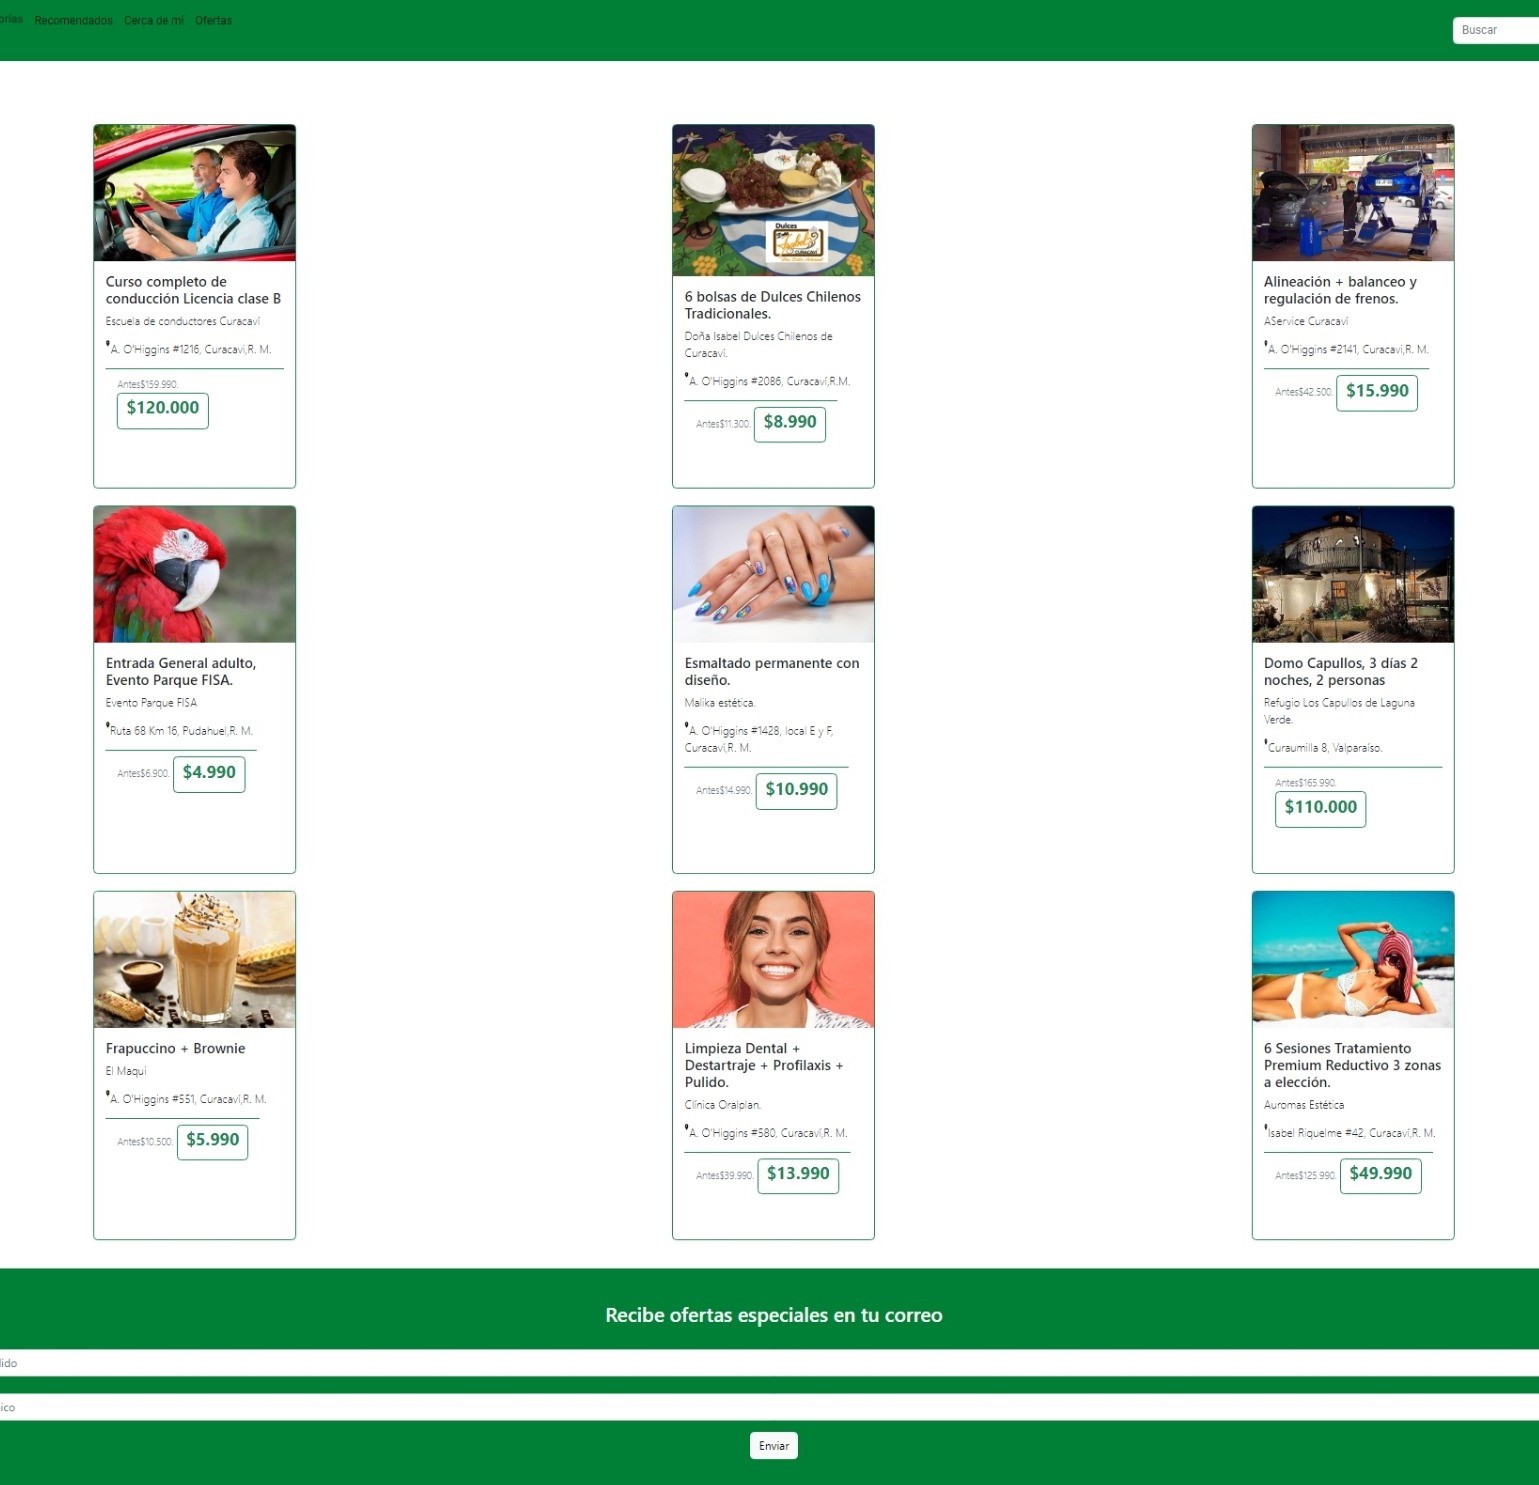 orías Recomendados Cerca de mí Ofertas
Buscar
Curso completo de
conducción Licencia clase B
Escuela de conductores Curacaví
A. O'Higgins #1216, Curacaví,R. M.
Antes$159.990.
$120.000
Dulces
Isabel
CURACAVÍ
6 bolsas de Dulces Chilenos
Tradicionales.
Doña Isabel Dulces Chilenos de
Curacaví.
A. O'Higgins #2086, Curacaví,R.M.
Antes$11.300. $8.990
Alineación + balanceo y
regulación de frenos.
AService Curacaví
A. O'Higgins #2141, Curacaví,R. M.
Antes$42.500. $15.990
Entrada General adulto,
Evento Parque FISA.
Evento Parque FISA
Ruta 68 Km 16, Pudahuel,R. M.
Antes$6.900. $4.990
Esmaltado permanente con
diseño.
Malika estética.
A. O'Higgins #1428, local E y F,
Curacaví,R. M.
Antes$14.990. $10.990
Domo Capullos, 3 días 2
noches, 2 personas
Refugio Los Capullos de Laguna
Verde.
Curaumilla 8, Valparaíso.
Antes$165.990.
$110.000
Frapuccino + Brownie
El Maqui
A. O'Higgins #551, Curacaví,R. M.
Antes$10.500. $5.990
Limpieza Dental +
Destartraje + Profilaxis +
Pulido.
Clínica Oralplan.
A. O'Higgins #580, Curacaví,R. M.
Antes$39.990. $13.990
6 Sesiones Tratamiento
Premium Reductivo 3 zonas
a elección.
Auromas Estética
Isabel Riquelme #42, Curacaví,R. M.
Antes$125.990. $49.990
Recibe ofertas especiales en tu correo
lido
ico
Enviar